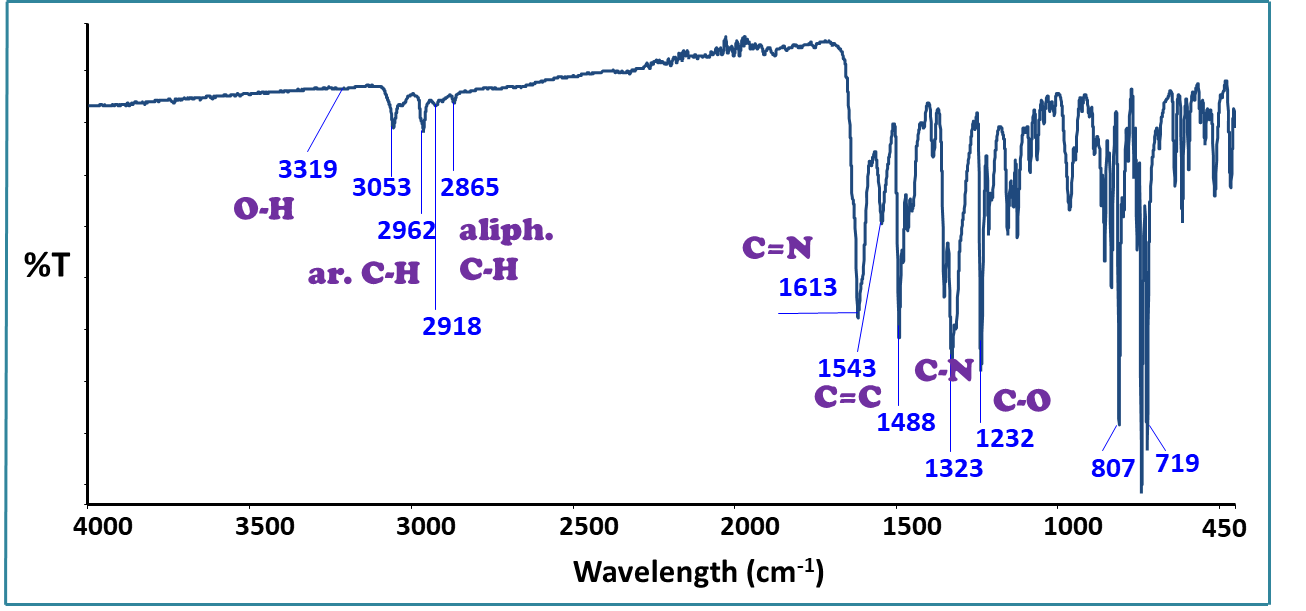 3319
3053
2865
O-H
2962
aliph.
C-H
ar. C-H
2918
%T
C=N
1613
1543
C=C
1488
C-N
1323
C-O
1232
807
719
4000 3500 3000 2500 2000 1500 1000 450
Wavelength (cm-1)